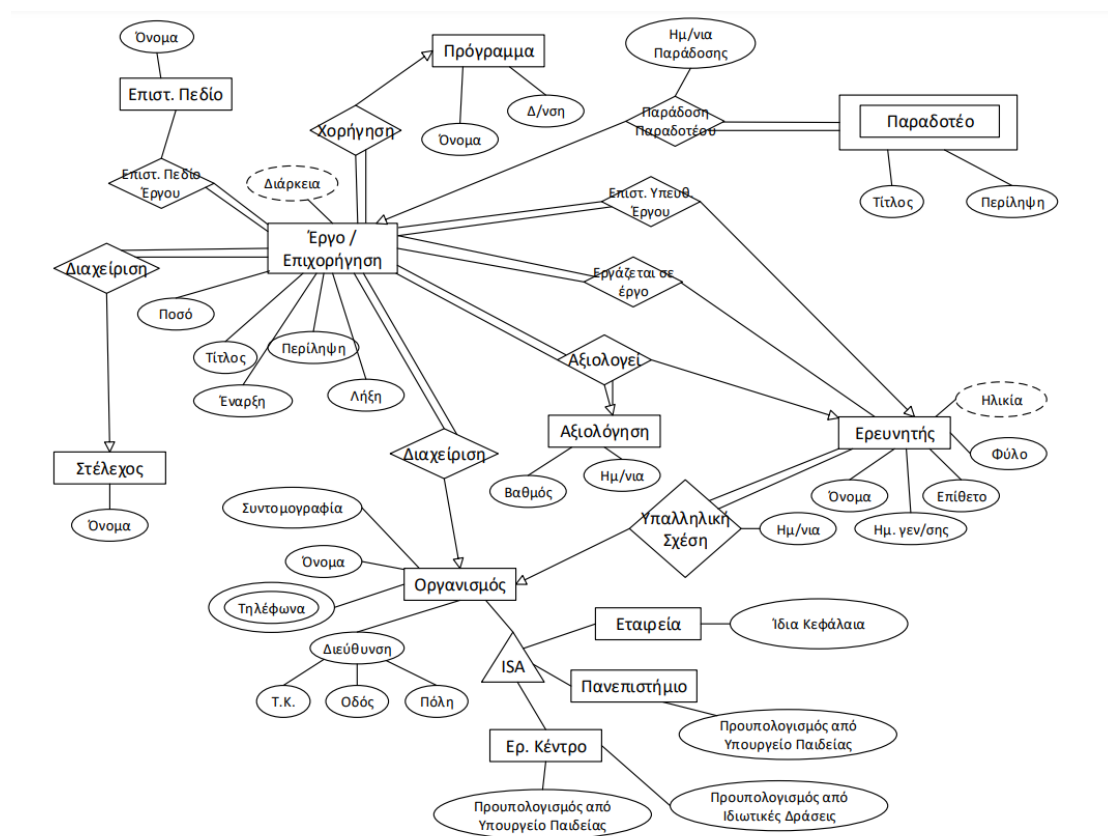 Όνομα
Πρόγραμμα
Ημ/νια
Παράδοσης
Επιστ. Πεδίο
Δ/νση
Χορήγηση
Όνομα
Παράδοση
Παραδοτέου
Παραδοτέο
Επιστ. Πεδίο
Έργου
Διάρκεια
Επιστ. Υπευθ.
Έργου
Τίτλος
Περίληψη
Έργο /
Επιχορήγηση
Διαχείριση
Εργάζεται σε
έργο
Ποσό
Τίτλος
Περίληψη
Αξιολογεί
Έναρξη
Λήξη
Ηλικία
Αξιολόγηση
Ερευνητής
Φύλο
Στέλεχος
Διαχείριση
Βαθμός
Ημ/νια
Όνομα
Επίθετο
Όνομα
Συντομογραφία
Υπαλληλική
Σχέση
Ημ/νια
Ημ. γεν/σης
Όνομα
Οργανισμός
Τηλέφωνα
Εταιρεία
Ίδια Κεφάλαια
Διεύθυνση
ISA
Πανεπιστήμιο
Τ.Κ.
Οδός
Πόλη
Προυπολογισμός από
Υπουργείο Παιδείας
Ερ. Κέντρο
Προυπολογισμός από
Υπουργείο Παιδείας
Προυπολογισμός από
Ιδιωτικές Δράσεις